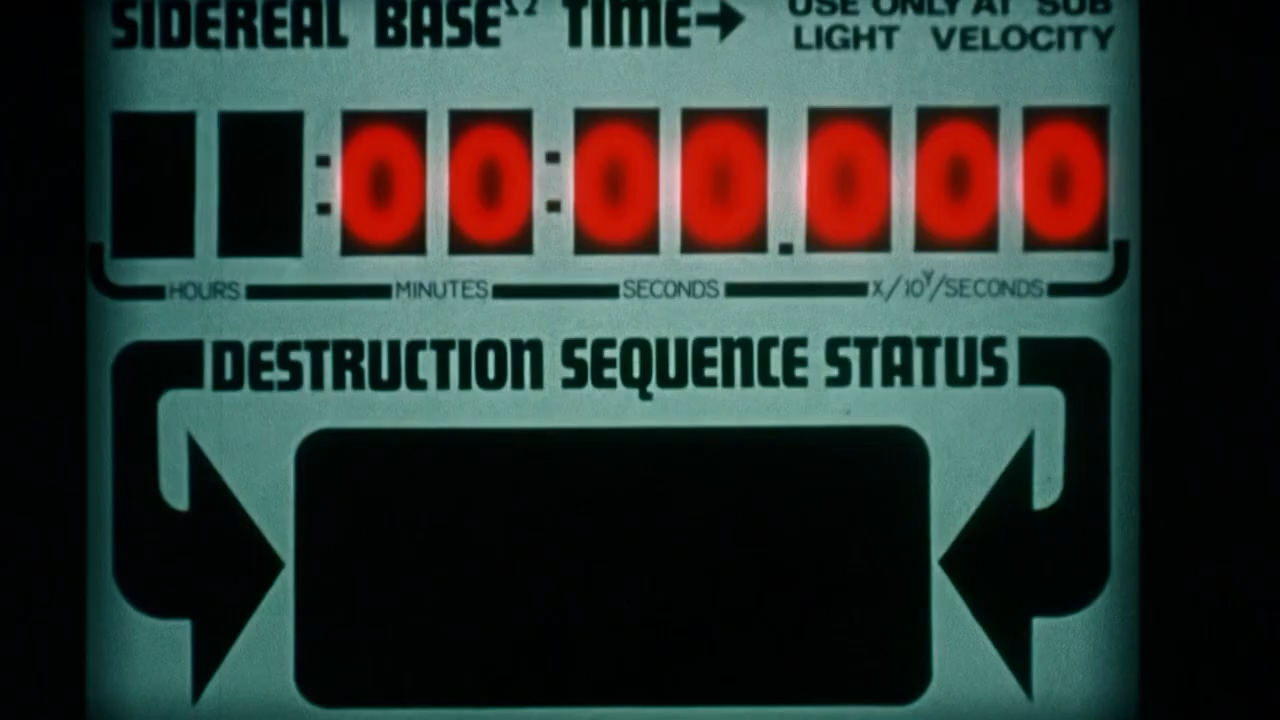 SIDEREAL BASE Ω TIME→
USE ONLY AT SUB
LIGHT VELOCITY
00:00.000
HOURS MINUTES SECONDS X/10^Y/SECONDS
DESTRUCTION SEQUENCE STATUS